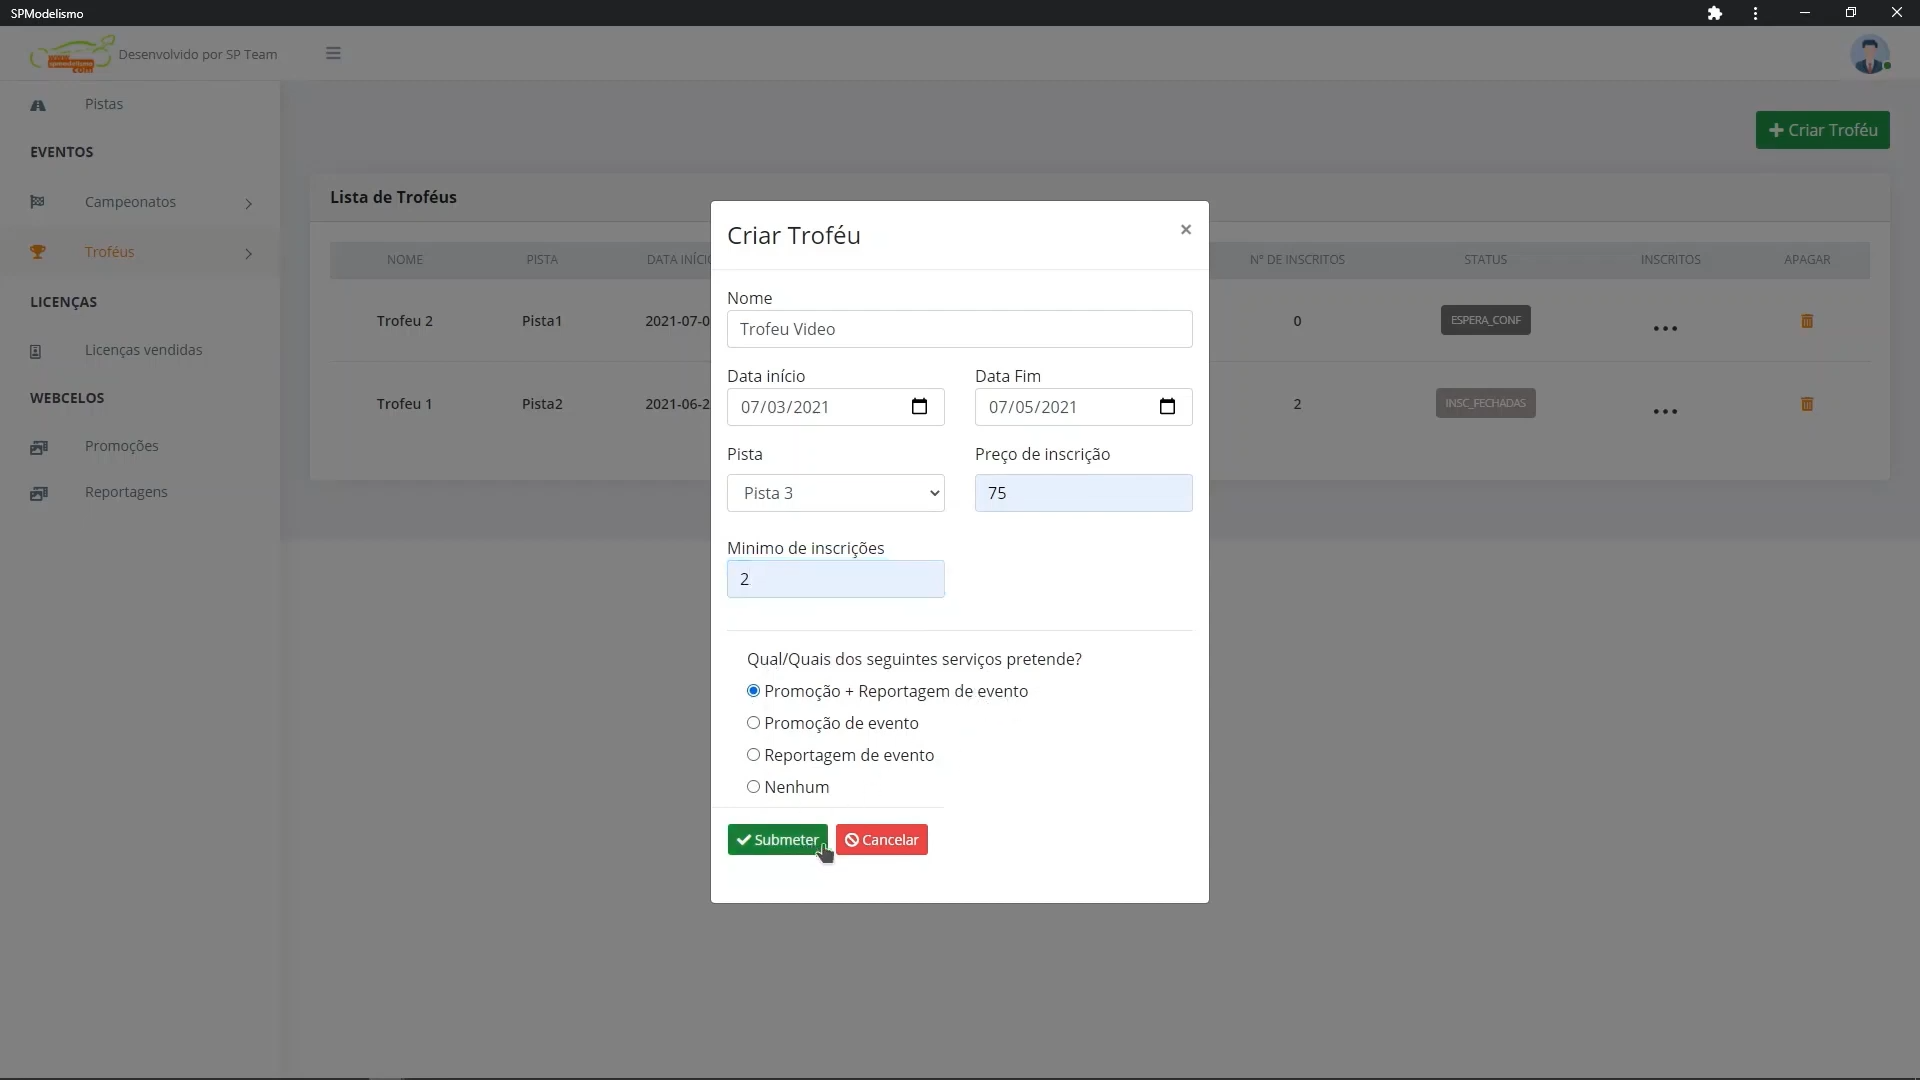 SPModelismo
Desenvolvido por SP Team
Pistas
EVENTOS
Campeonatos
Troféus
LICENÇAS
Licenças vendidas
WEBCELOS
Promoções
Reportagens
Criar Troféu
Lista de Troféus
NOME PISTA DATA INÍCI Nº DE INSCRITOS STATUS INSCRITOS APAGAR
Trofeu 2 Pista1 2021-07-0 0 ESPERA_CONF
Trofeu 1 Pista2 2021-06-2 2 INSC_FECHADAS
Criar Troféu
×
Nome
Trofeu Video
Data início Data Fim
07/03/2021 07/05/2021
Pista Preço de inscrição
Pista 3 75
Minimo de inscrições
2
Qual/Quais dos seguintes serviços pretende?
Promoção + Reportagem de evento
Promoção de evento
Reportagem de evento
Nenhum
Submeter Cancelar